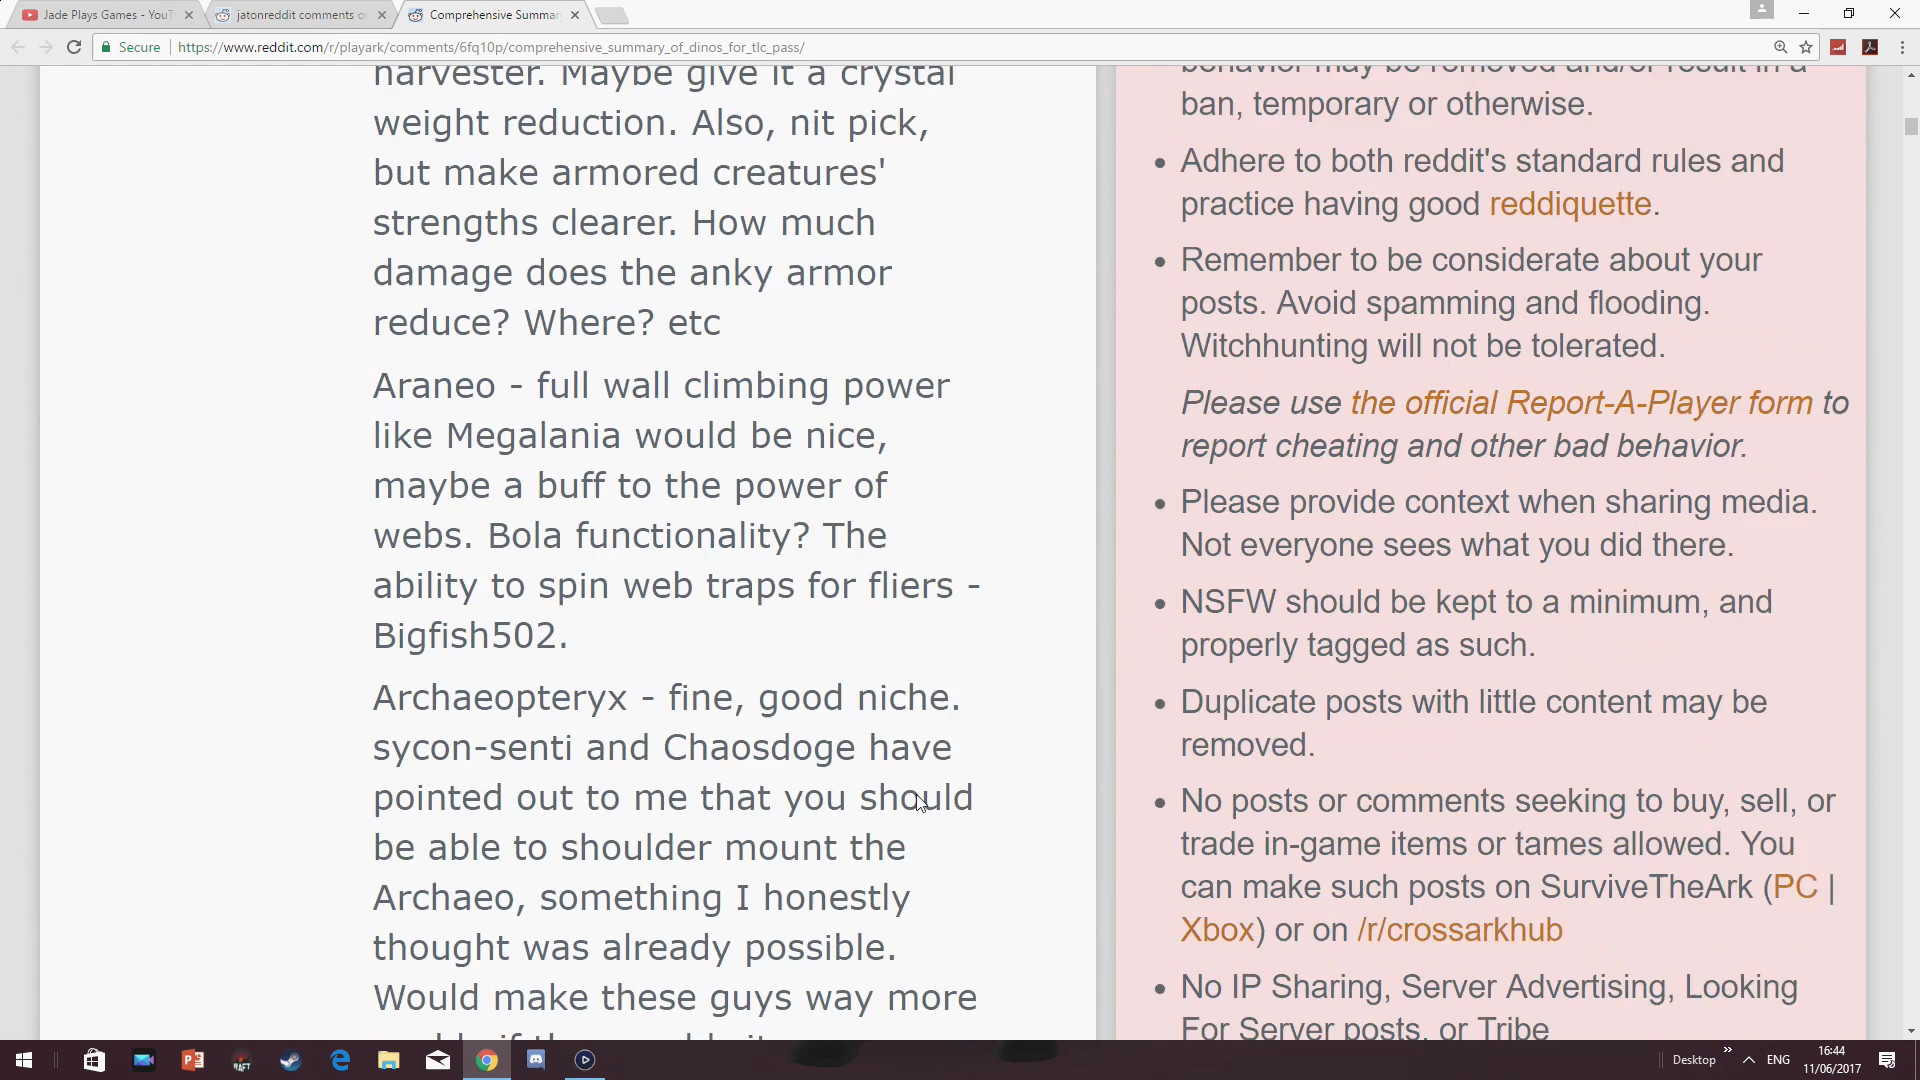 Jade Plays Games - YouT
jatonreddit comments o
Comprehensive Summar
Secure
https://www.reddit.com/r/playark/comments/6fq10p/comprehensive_summary_of_dinos_for_tlc_pass/
harvester. Maybe give it a crystal
weight reduction. Also, nit pick,
but make armored creatures'
strengths clearer. How much
damage does the anky armor
reduce? Where? etc
Araneo - full wall climbing power
like Megalania would be nice,
maybe a buff to the power of
webs. Bola functionality? The
ability to spin web traps for fliers -
Bigfish502.
Archaeopteryx - fine, good niche.
sycon-senti and Chaosdoge have
pointed out to me that you should
be able to shoulder mount the
Archaeo, something I honestly
thought was already possible.
Would make these guys way more
behavior may be removed and/or result in a
ban, temporary or otherwise.
• Adhere to both reddit's standard rules and
practice having good reddiquette.
• Remember to be considerate about your
posts. Avoid spamming and flooding.
Witchhunting will not be tolerated.
Please use the official Report-A-Player form to
report cheating and other bad behavior.
• Please provide context when sharing media.
Not everyone sees what you did there.
• NSFW should be kept to a minimum, and
properly tagged as such.
• Duplicate posts with little content may be
removed.
• No posts or comments seeking to buy, sell, or
trade in-game items or tames allowed. You
can make such posts on SurviveTheArk (PC |
Xbox) or on /r/crossarkhub
• No IP Sharing, Server Advertising, Looking
For Server posts, or Tribe
RAFT
Desktop
ENG
16:44
11/06/2017